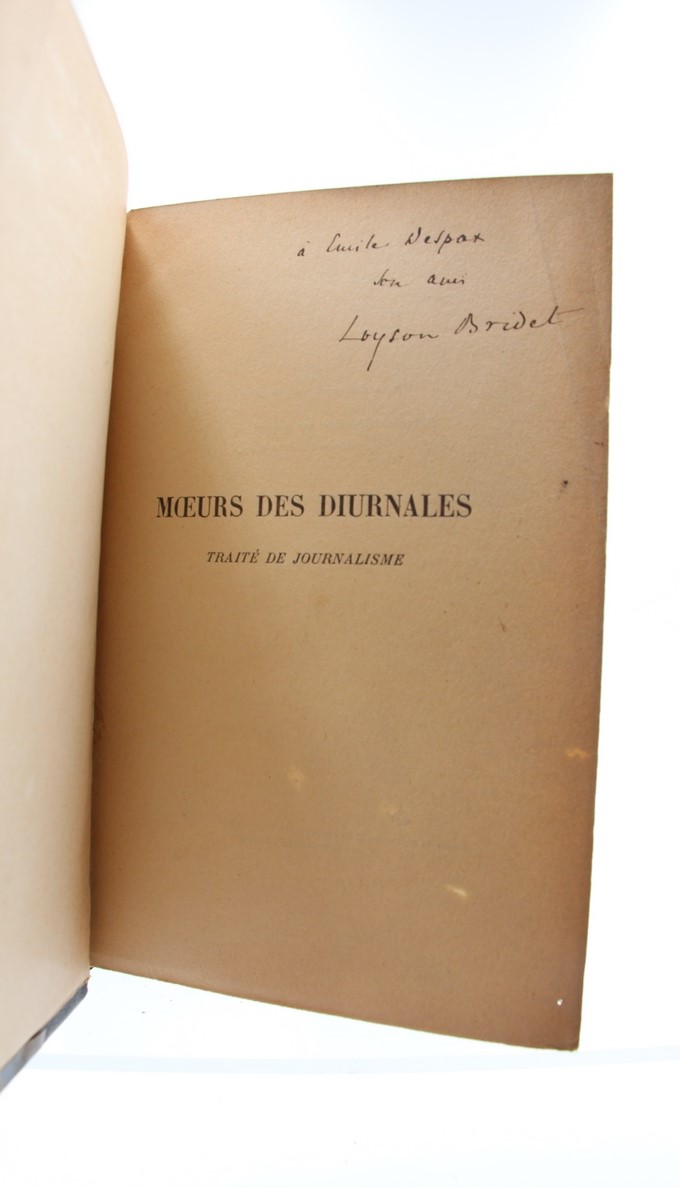 à Emile Despax
son ami
Loyson Bridet
MŒURS DES DIURNALES
TRAITÉ DE JOURNALISME